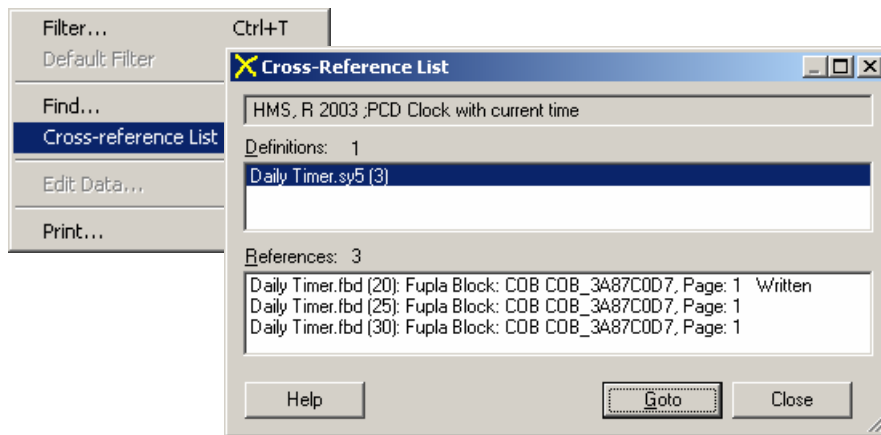 Filter... Ctrl+T
Default Filter
Find...
Cross-reference List
Edit Data...
Print...
Cross-Reference List
HMS, R 2003 ;PCD Clock with current time
Definitions: 1
Daily Timer.sy5 (3)
References: 3
Daily Timer.fbd (20): Fupla Block: COB COB_3A87C0D7, Page: 1 Written
Daily Timer.fbd (25): Fupla Block: COB COB_3A87C0D7, Page: 1
Daily Timer.fbd (30): Fupla Block: COB COB_3A87C0D7, Page: 1
Help Goto Close